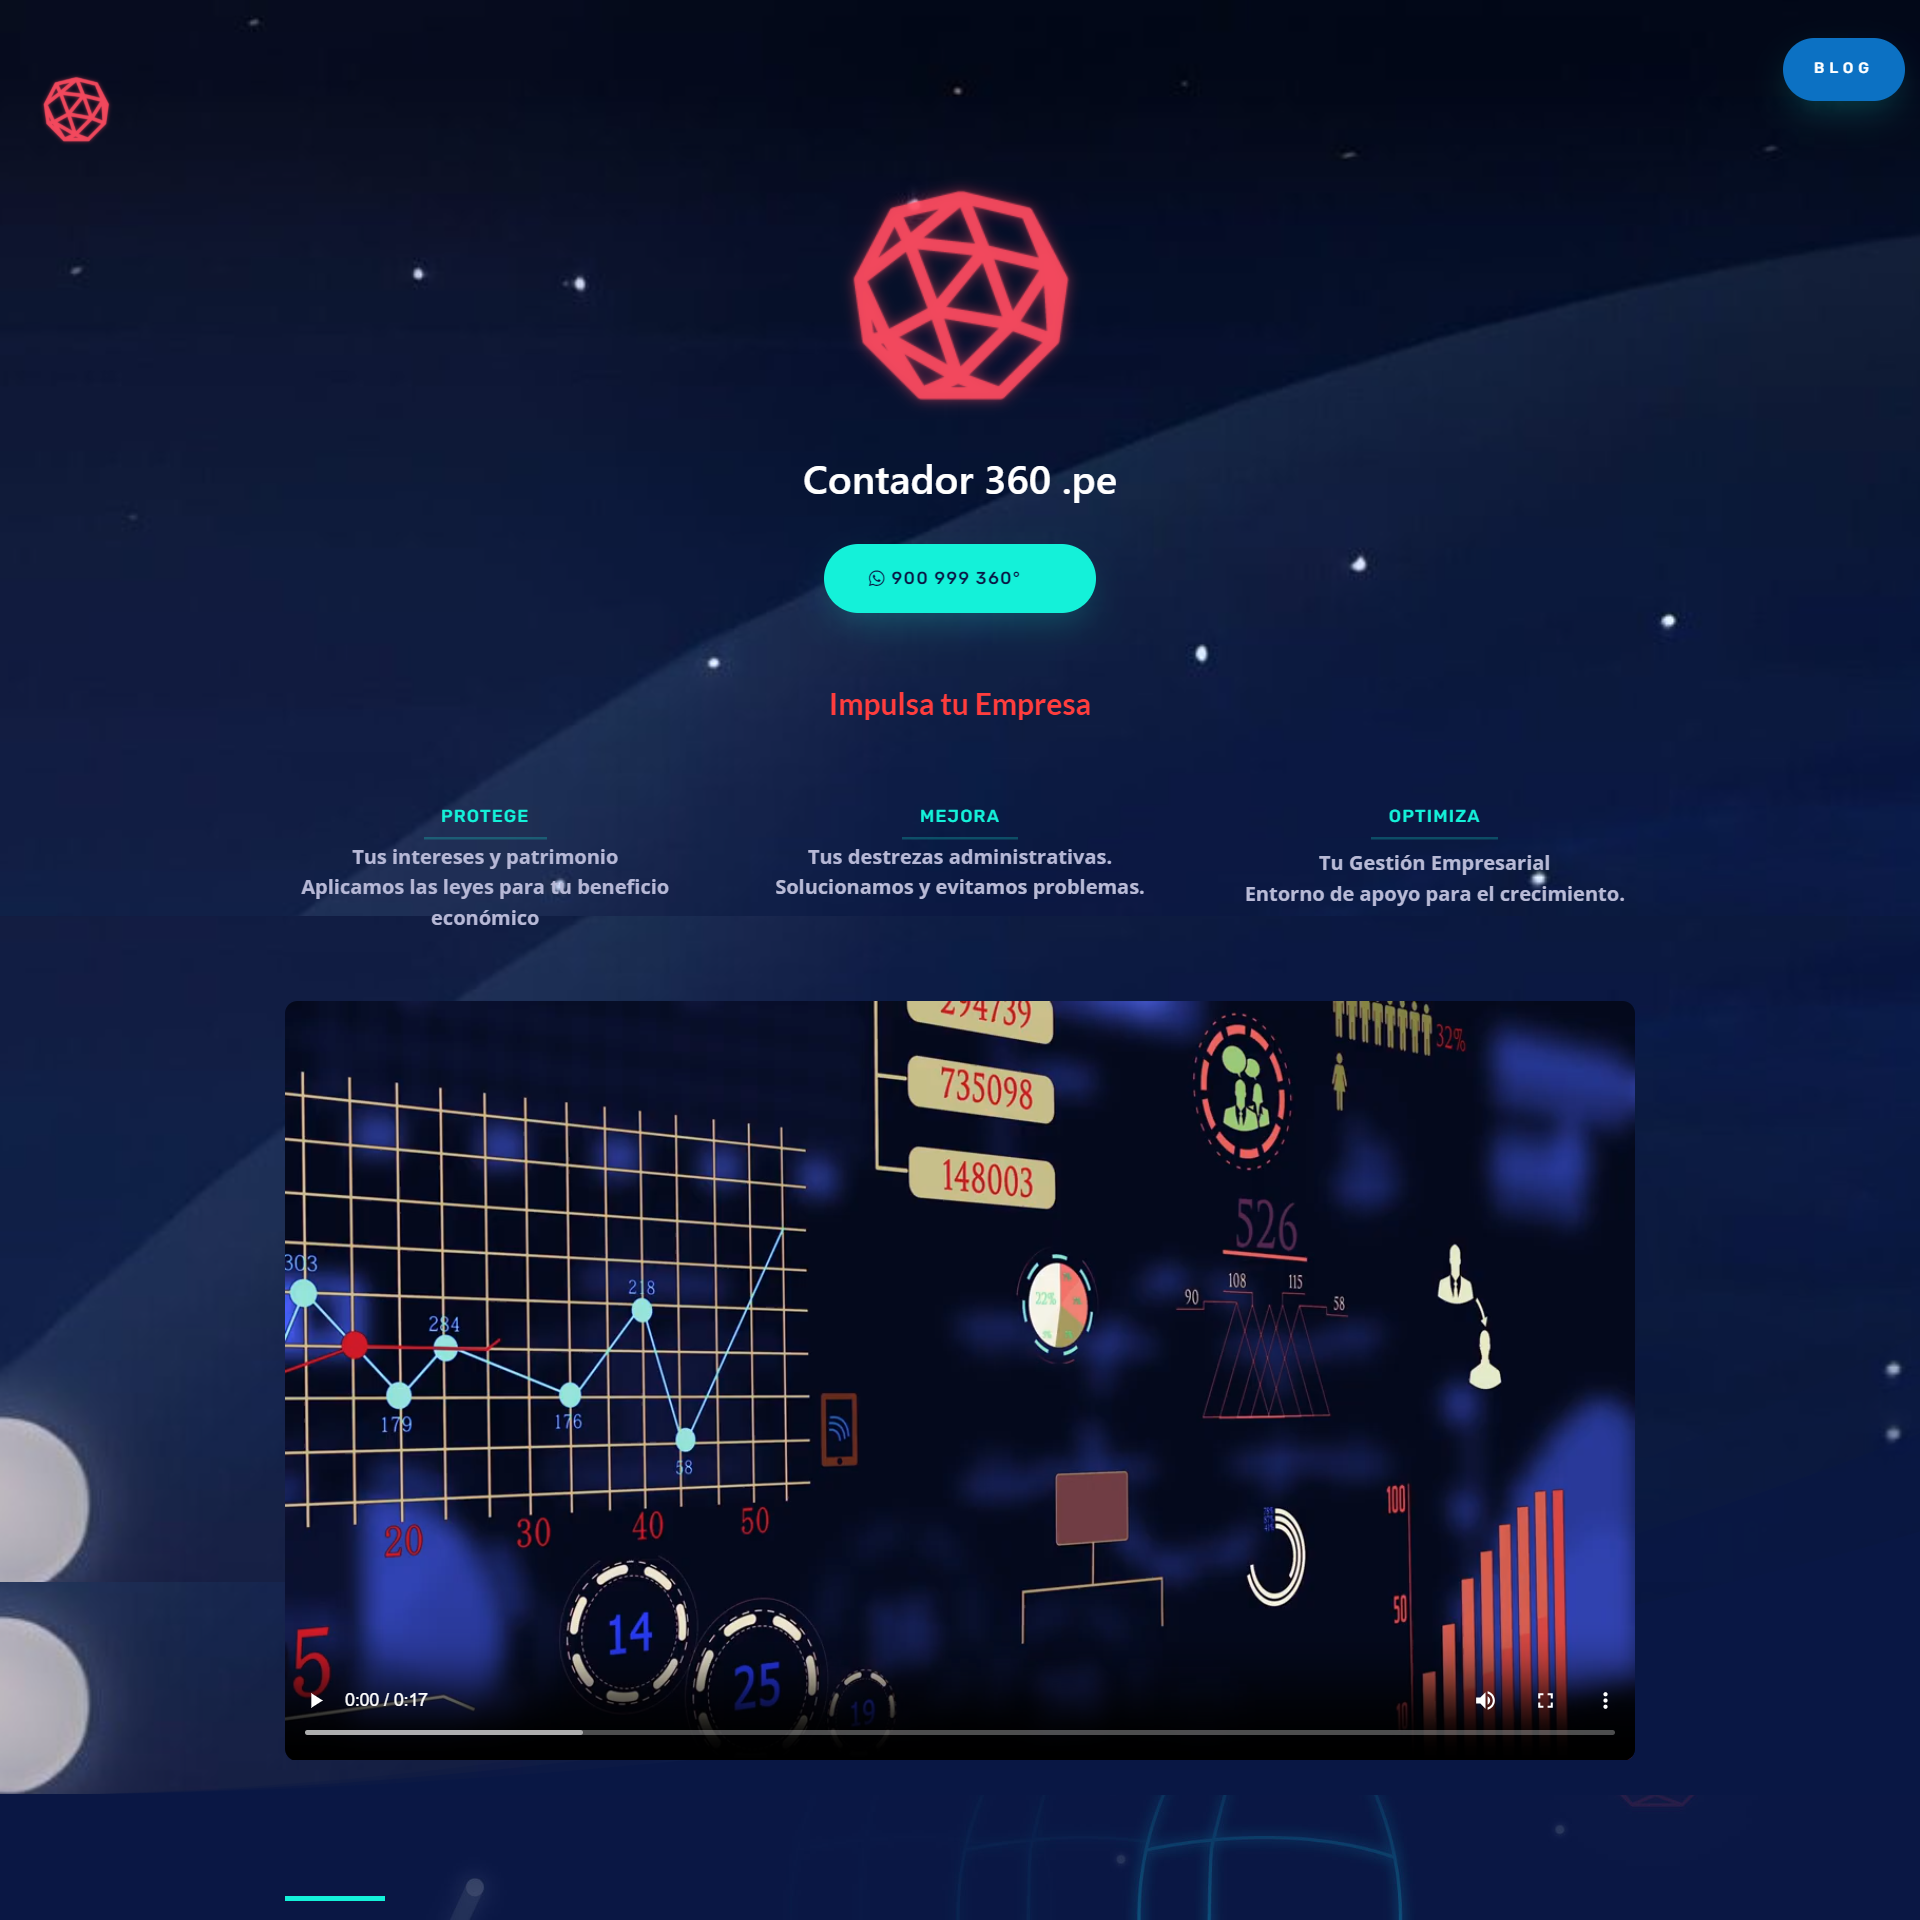 BLOG
Contador 360 .pe
900 999 360°
Impulsa tu Empresa
PROTEGE
Tus intereses y patrimonio
Aplicamos las leyes para tu beneficio
económico
MEJORA
Tus destrezas administrativas.
Solucionamos y evitamos problemas.
OPTIMIZA
Tu Gestión Empresarial
Entorno de apoyo para el crecimiento.
294739
735098
148003
32%
526
108
115
90
58
22%
303
284
218
179
176
58
20
30
40
50
100
50
10
14
25
19
5
0:00 / 0:17